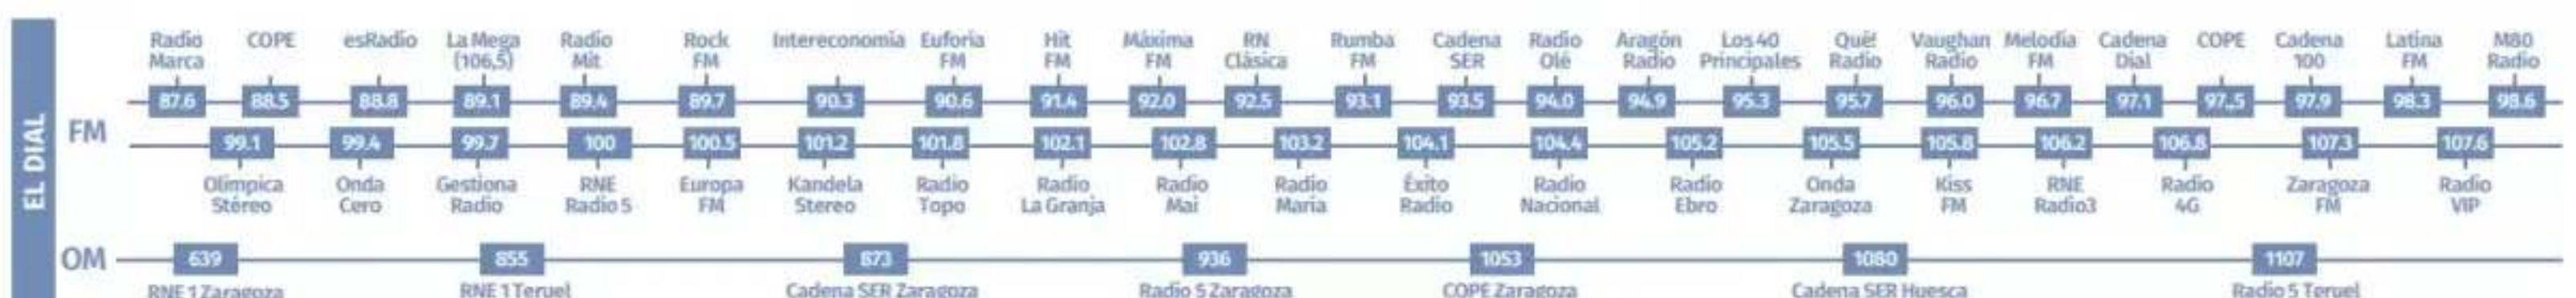 EL DIAL
Radio Marca COPE esRadio La Mega (106,5) Radio Mit Rock FM Intereconomía Euforia FM Hit FM Máxima FM RN Clásica Rumba FM Cadena SER Radio Olé Aragón Radio Los 40 Principales Qué! Radio Vaughan Radio Melodía FM Cadena Dial COPE Cadena 100 Latina FM M80 Radio
FM
87.6 88.5 88.8 89.1 89.4 89.7 90.3 90.6 91.4 92.0 92.5 93.1 93.5 94.0 94.9 95.3 95.7 96.0 96.7 97.1 97..5 97.9 98.3 98.6
99.1 99.4 99.7 100 100.5 101.2 101.8 102.1 102.8 103.2 104.1 104.4 105.2 105.5 105.8 106.2 106.8 107.3 107.6
Olímpica Stéreo Onda Cero Gestiona Radio RNE Radio 5 Europa FM Kandela Stereo Radio Topo Radio La Granja Radio Mai Radio María Éxito Radio Radio Nacional Radio Ebro Onda Zaragoza Kiss FM RNE Radio3 Radio 4G Zaragoza FM Radio VIP
OM
639 855 873 936 1053 1080 1107
RNE 1 Zaragoza RNE 1 Teruel Cadena SER Zaragoza Radio 5 Zaragoza COPE Zaragoza Cadena SER Huesca Radio 5 Teruel